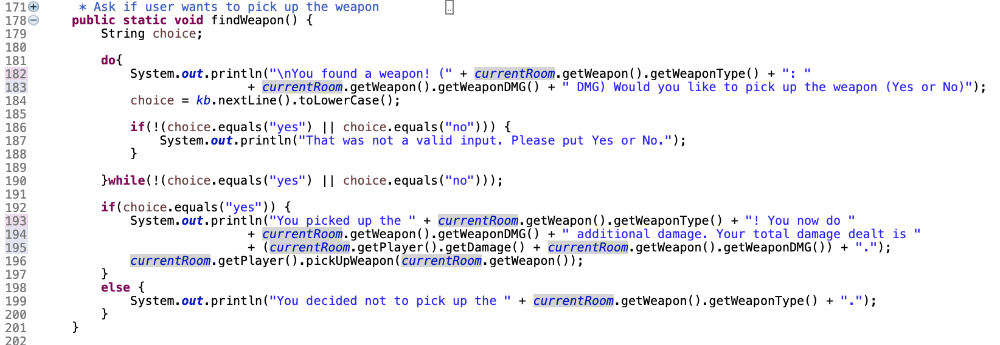 171 * Ask if user wants to pick up the weapon
178 public static void findWeapon() {
179 String choice;
180
181 do{
182 System.out.println("\nYou found a weapon! (" + currentRoom.getWeapon().getWeaponType() + ": "
183 + currentRoom.getWeapon().getWeaponDMG() + " DMG) Would you like to pick up the weapon (Yes or No)");
184 choice = kb.nextLine().toLowerCase();
185
186 if(!(choice.equals("yes") || choice.equals("no"))) {
187 System.out.println("That was not a valid input. Please put Yes or No.");
188 }
189
190 }while(!(choice.equals("yes") || choice.equals("no")));
191
192 if(choice.equals("yes")) {
193 System.out.println("You picked up the " + currentRoom.getWeapon().getWeaponType() + "! You now do "
194 + currentRoom.getWeapon().getWeaponDMG() + " additional damage. Your total damage dealt is "
195 + (currentRoom.getPlayer().getDamage() + currentRoom.getWeapon().getWeaponDMG()) + ".");
196 currentRoom.getPlayer().pickUpWeapon(currentRoom.getWeapon());
197 }
198 else {
199 System.out.println("You decided not to pick up the " + currentRoom.getWeapon().getWeaponType() + ".");
200 }
201 }
202